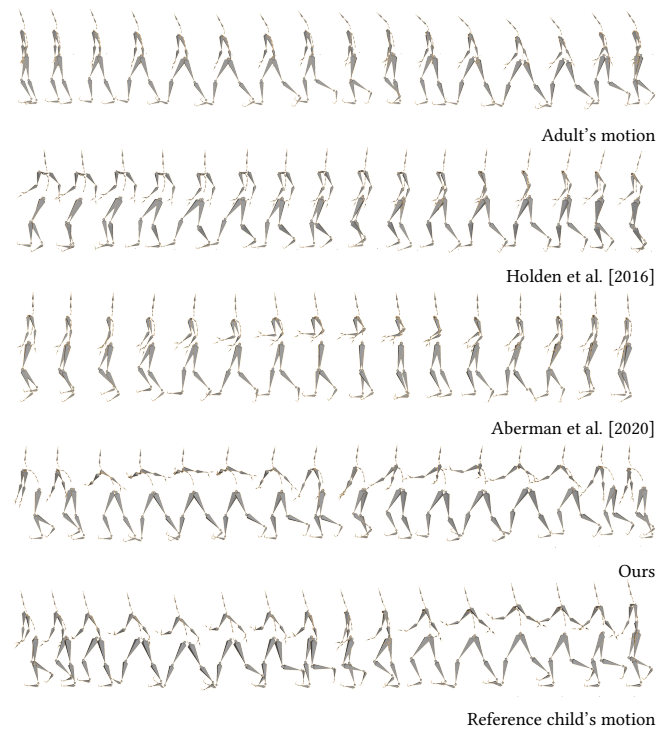 Adult's motion
Holden et al. [2016]
Aberman et al. [2020]
Ours
Reference child's motion